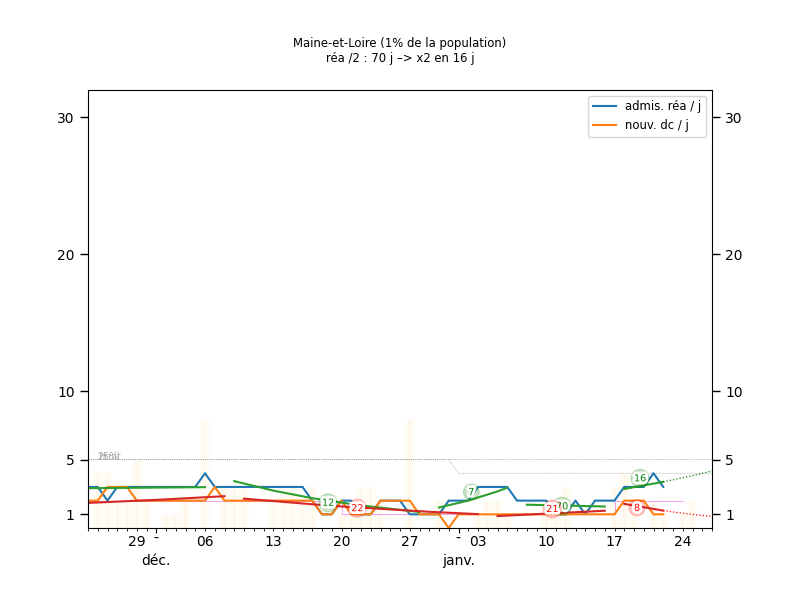 Maine-et-Loire (1% de la population)
réa /2 : 70 j –> x2 en 16 j
admis. réa / j
nouv. dc / j
30 30
20 20
10 10
5 5
1 1
12 22 7 21 70 16 8
29 - 06 13 20 27 - 03 10 17 24
déc. janv.